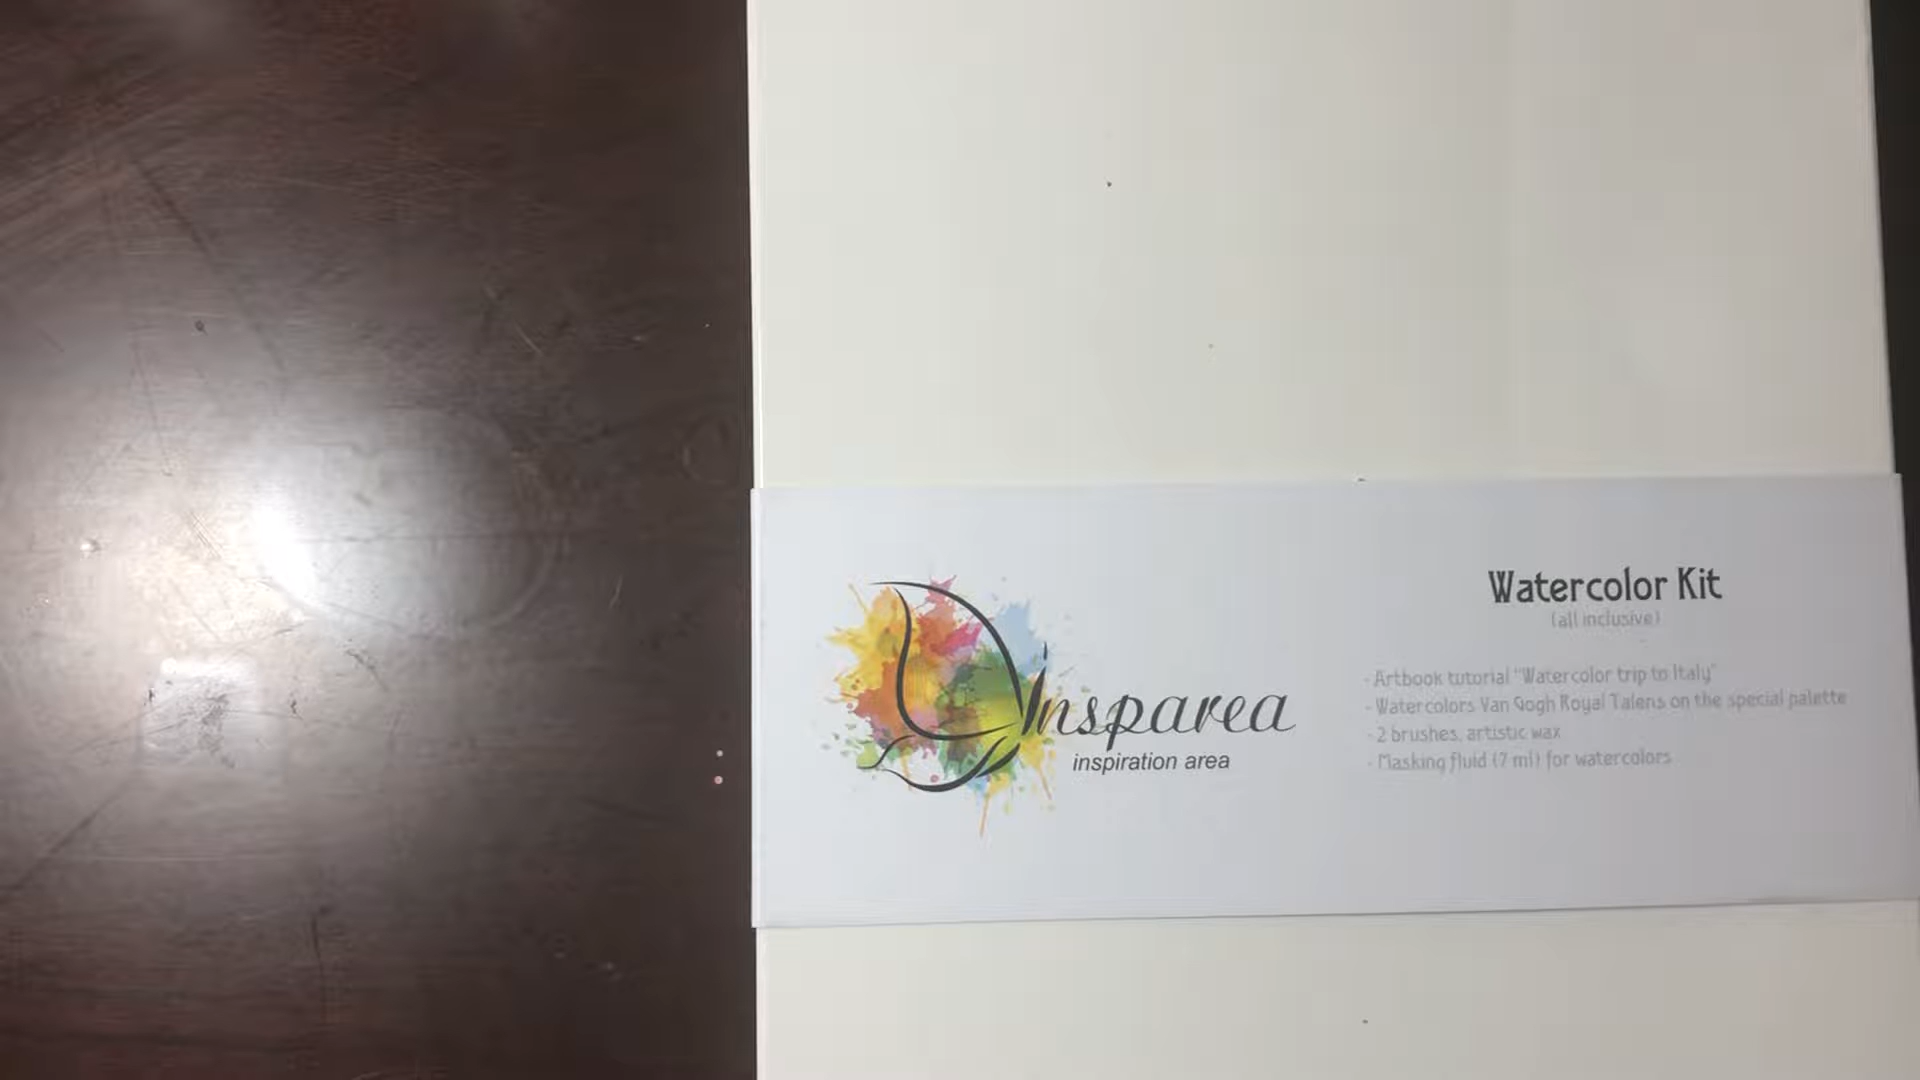 Insparea
inspiration area
Watercolor Kit
(all inclusive)
- Artbook tutorial "Watercolor trip to Italy"
- Watercolors Van Gogh Royal Talens on the special palette
- 2 brushes, artistic wax
- Masking fluid (7 ml) for watercolors